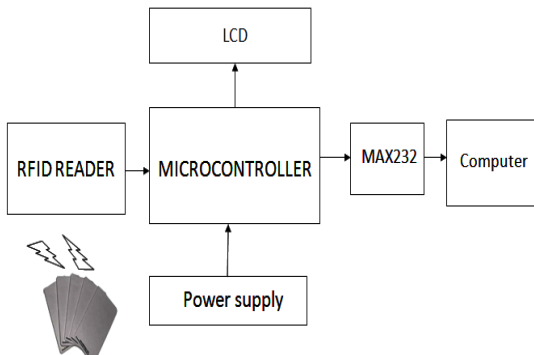 LCD
RFID READER
MICROCONTROLLER
MAX232
Computer
Power supply